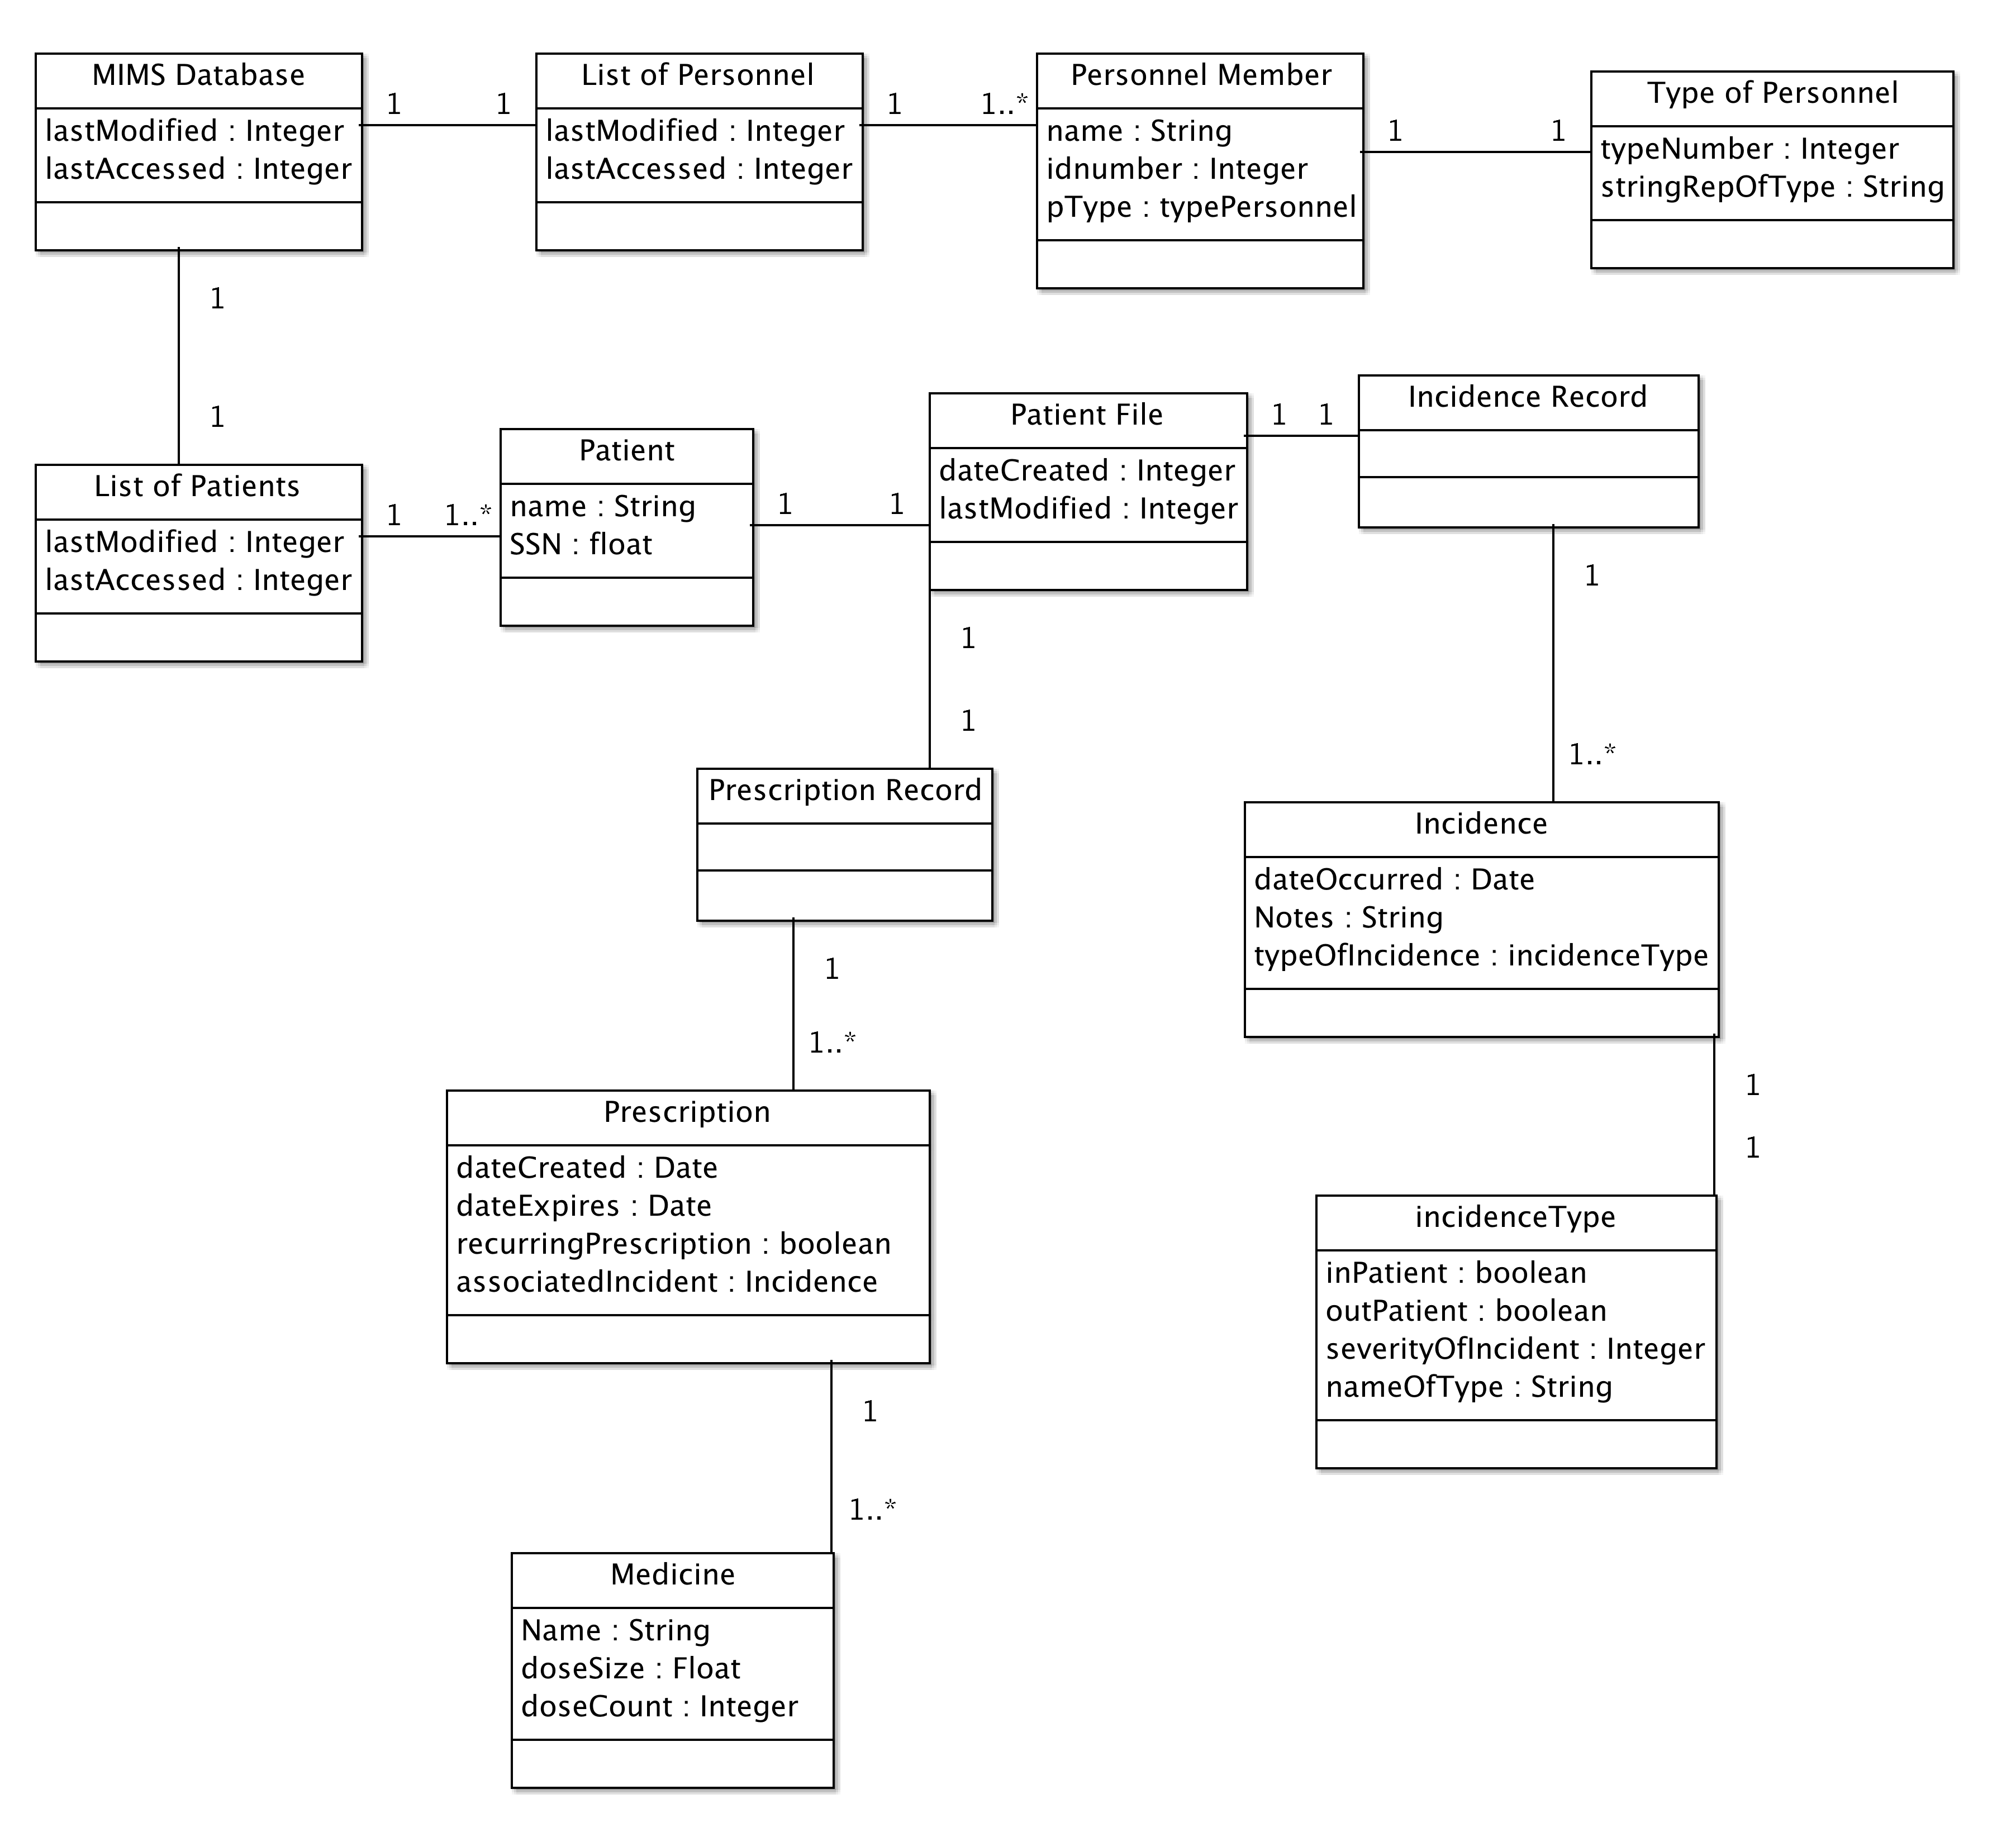 MIMS Database
lastModified : Integer
lastAccessed : Integer
1
1
List of Personnel
lastModified : Integer
lastAccessed : Integer
1
1..*
Personnel Member
name : String
idnumber : Integer
pType : typePersonnel
1
1
Type of Personnel
typeNumber : Integer
stringRepOfType : String
1
1
List of Patients
lastModified : Integer
lastAccessed : Integer
1
1..*
Patient
name : String
SSN : float
1
1
Patient File
dateCreated : Integer
lastModified : Integer
1
1
Incidence Record
1
1
Prescription Record
1
1..*
Incidence
dateOccurred : Date
Notes : String
typeOfIncidence : incidenceType
1
1..*
Prescription
dateCreated : Date
dateExpires : Date
recurringPrescription : boolean
associatedIncident : Incidence
1
1
incidenceType
inPatient : boolean
outPatient : boolean
severityOfIncident : Integer
nameOfType : String
1
1..*
Medicine
Name : String
doseSize : Float
doseCount : Integer